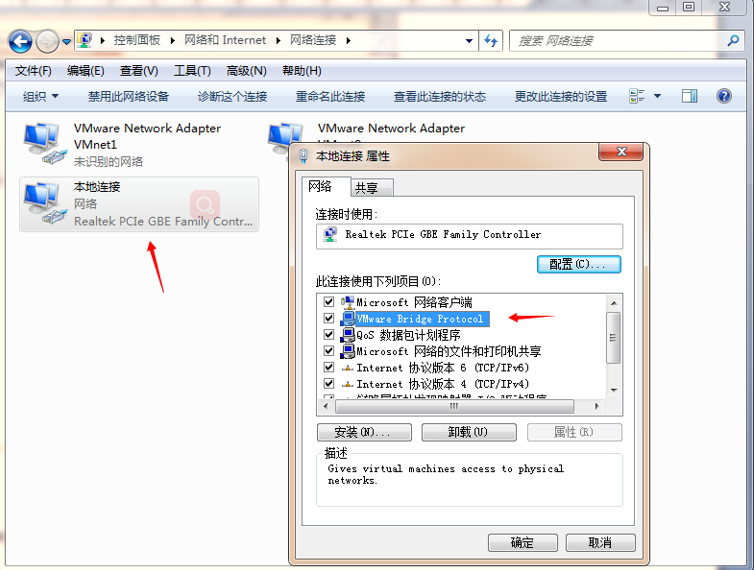 控制面板 网络和 Internet 网络连接
搜索 网络连接
文件(F) 编辑(E) 查看(V) 工具(T) 高级(N) 帮助(H)
组织 禁用此网络设备 诊断这个连接 重命名此连接 查看此连接的状态 更改此连接的设置
VMware Network Adapter
VMnet1
未识别的网络
VMware Network Adapter
本地连接
网络
Realtek PCIe GBE Family Contr...
本地连接 属性
网络 共享
连接时使用:
Realtek PCIe GBE Family Controller
配置(C)...
此连接使用下列项目(O):
Microsoft 网络客户端
VMware Bridge Protocol
QoS 数据包计划程序
Microsoft 网络的文件和打印机共享
Internet 协议版本 6 (TCP/IPv6)
Internet 协议版本 4 (TCP/IPv4)
安装(N)... 卸载(U) 属性(R)
描述
Gives virtual machines access to physical
networks.
确定 取消